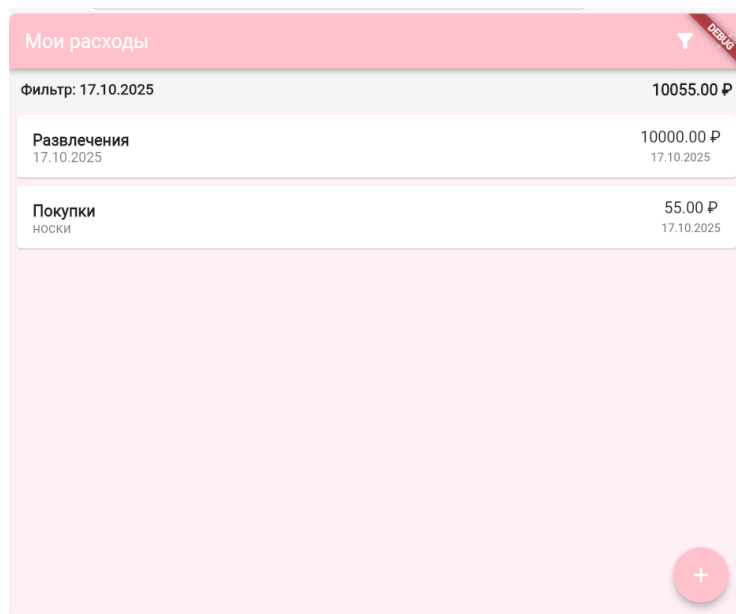 Мои расходы
DEBUG
Фильтр: 17.10.2025 10055.00 ₽
Развлечения 10000.00 ₽
17.10.2025 17.10.2025
Покупки 55.00 ₽
носки 17.10.2025
+